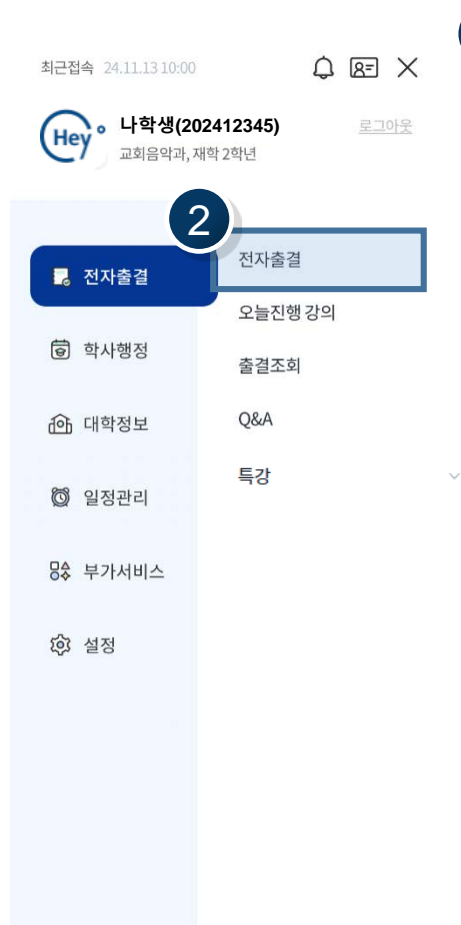 최근접속 24.11.13 10:00
Hey
나학생(202412345)
로그아웃
교회음악과, 재학 2학년
2
전자출결
학사행정
대학정보
일정관리
부가서비스
설정
전자출결
오늘진행 강의
출결조회
Q&A
특강